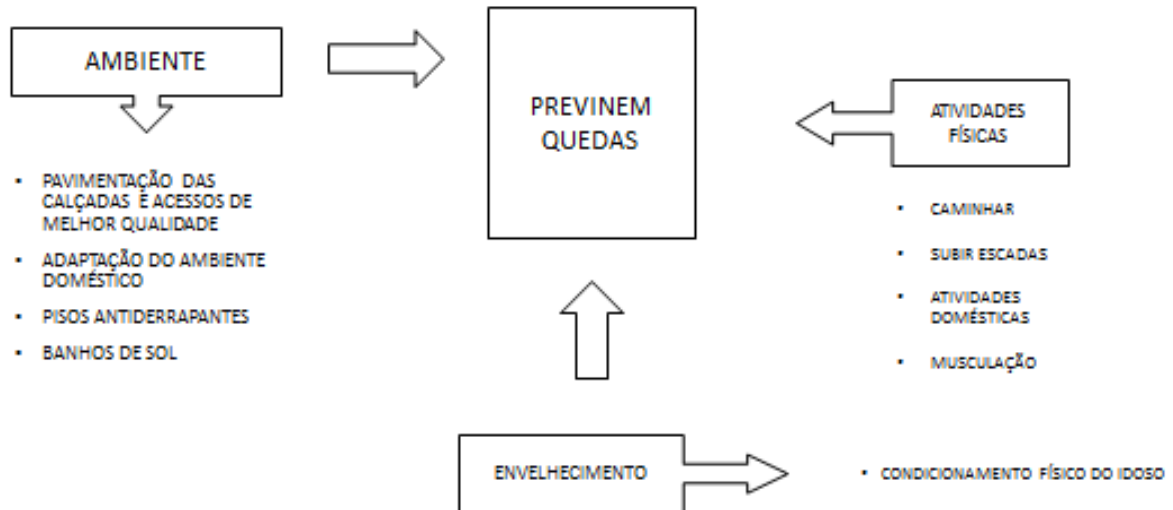 AMBIENTE
• PAVIMENTAÇÃO DAS
CALÇADAS E ACESSOS DE
MELHOR QUALIDADE
• ADAPTAÇÃO DO AMBIENTE
DOMÉSTICO
• PISOS ANTIDERRAPANTES
• BANHOS DE SOL
PREVINEM
QUEDAS
ATIVIDADES
FÍSICAS
• CAMINHAR
• SUBIR ESCADAS
• ATIVIDADES
DOMÉSTICAS
• MUSCULAÇÃO
ENVELHECIMENTO
• CONDICIONAMENTO FÍSICO DO IDOSO